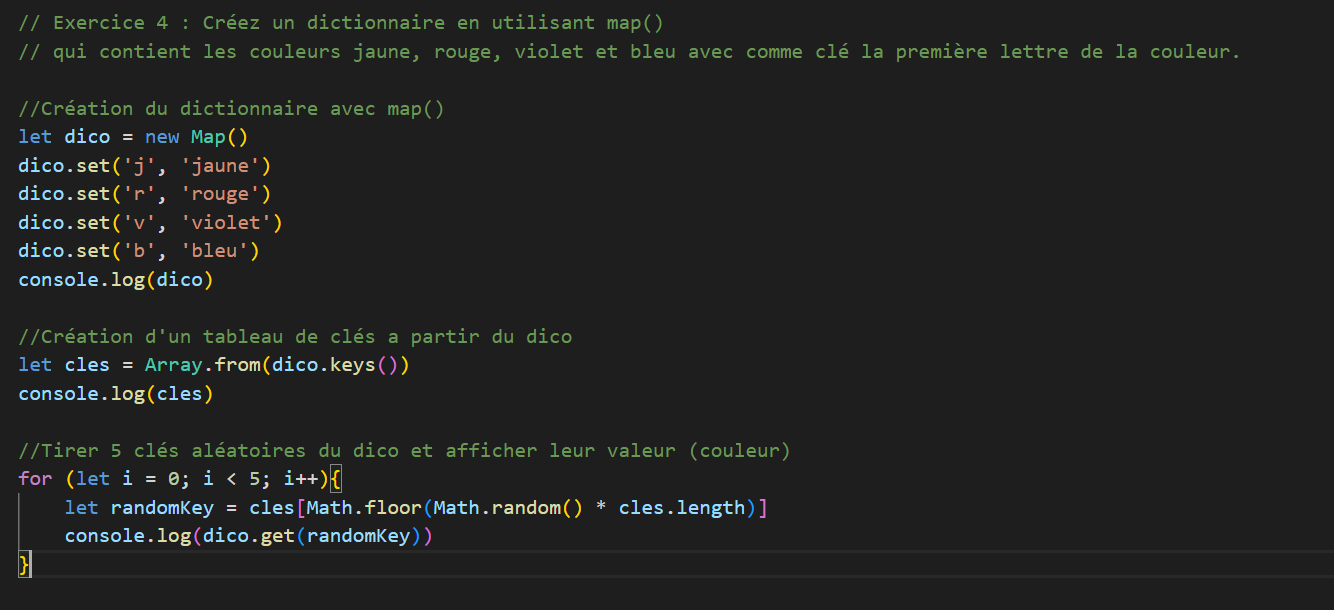 // Exercice 4 : Créez un dictionnaire en utilisant map()
// qui contient les couleurs jaune, rouge, violet et bleu avec comme clé la première lettre de la couleur.
//Création du dictionnaire avec map()
let dico = new Map()
dico.set('j', 'jaune')
dico.set('r', 'rouge')
dico.set('v', 'violet')
dico.set('b', 'bleu')
console.log(dico)
//Création d'un tableau de clés a partir du dico
let cles = Array.from(dico.keys())
console.log(cles)
//Tirer 5 clés aléatoires du dico et afficher leur valeur (couleur)
for (let i = 0; i < 5; i++){
    let randomKey = cles[Math.floor(Math.random() * cles.length)]
    console.log(dico.get(randomKey))
}